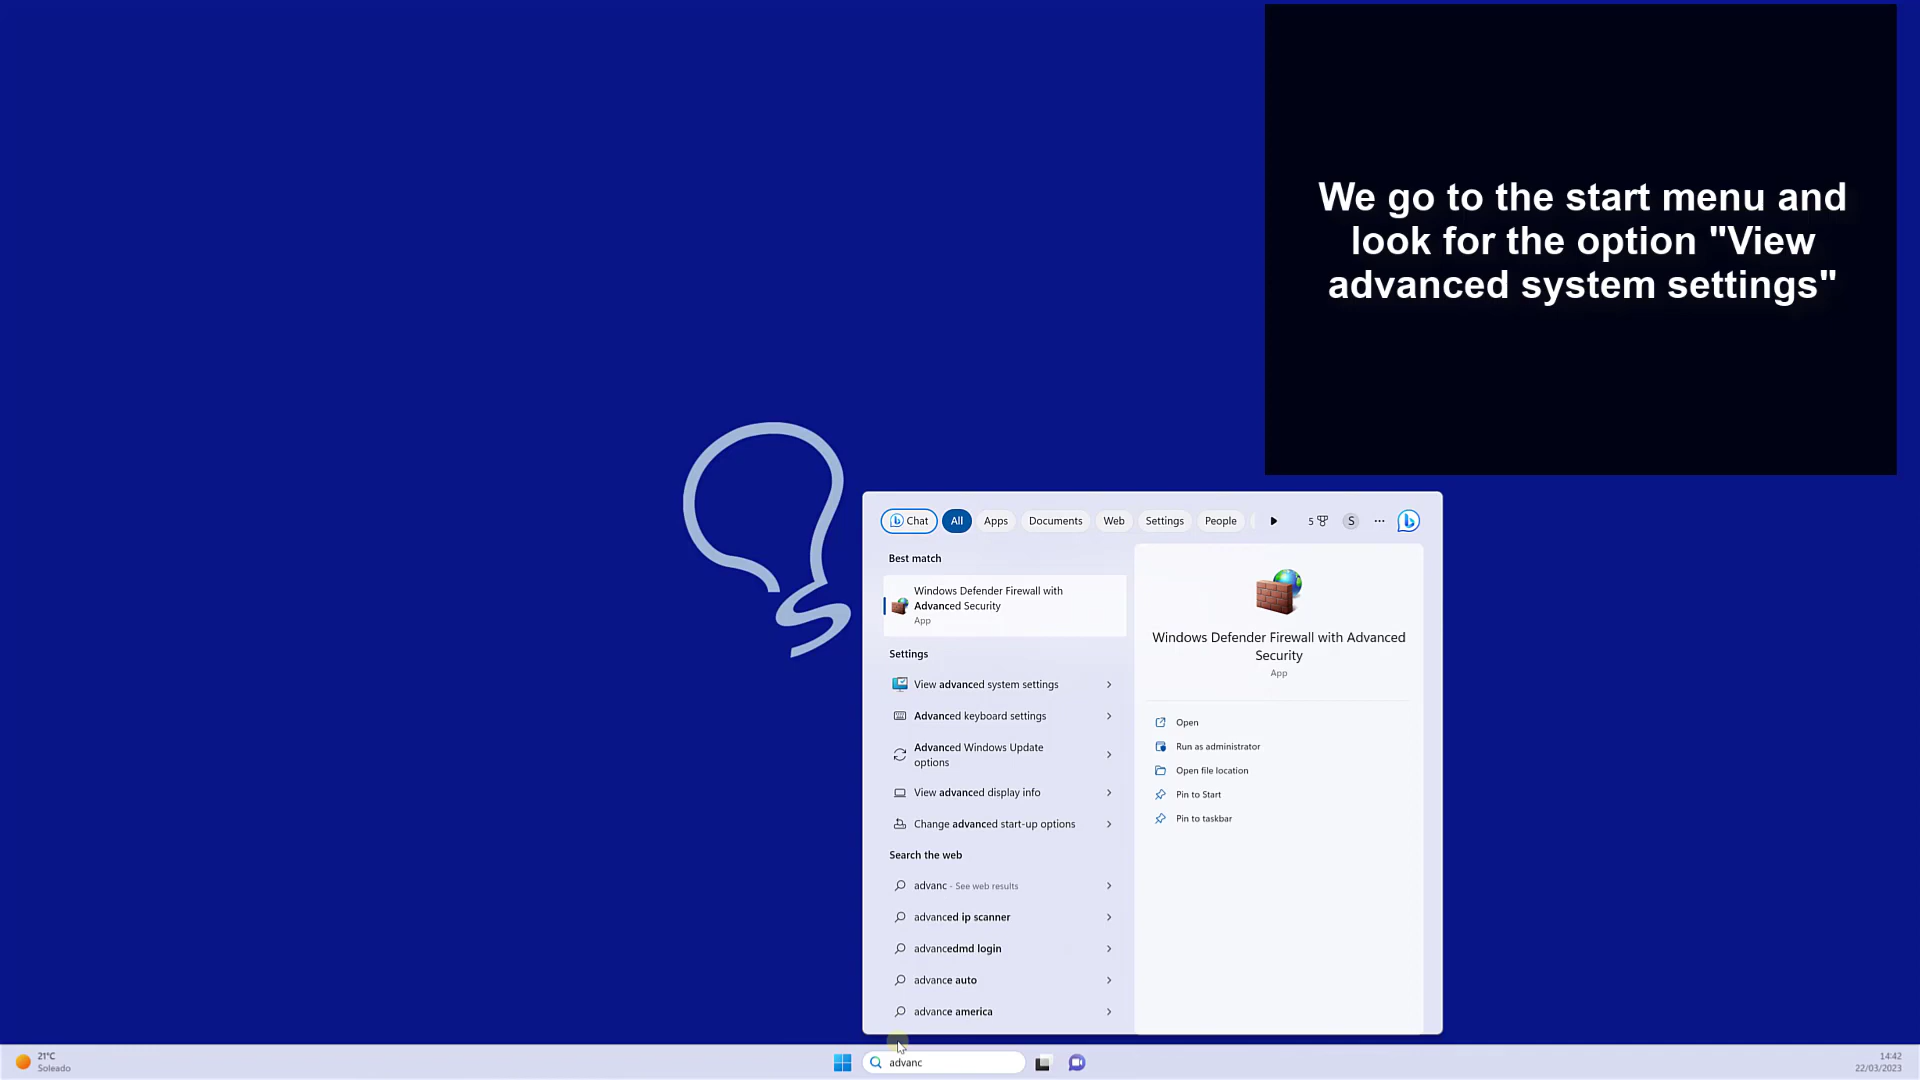 We go to the start menu and
look for the option "View
advanced system settings"
Chat
All
Apps
Documents
Web
Settings
People
5
S
Best match
Windows Defender Firewall with
Advanced Security
App
Settings
View advanced system settings
Advanced keyboard settings
Advanced Windows Update
options
View advanced display info
Change advanced start-up options
Search the web
advanc - See web results
advanced ip scanner
advancedmd login
advance auto
advance america
Windows Defender Firewall with Advanced
Security
App
Open
Run as administrator
Open file location
Pin to Start
Pin to taskbar
21°C
Soleado
advanc
14:42
22/03/2023